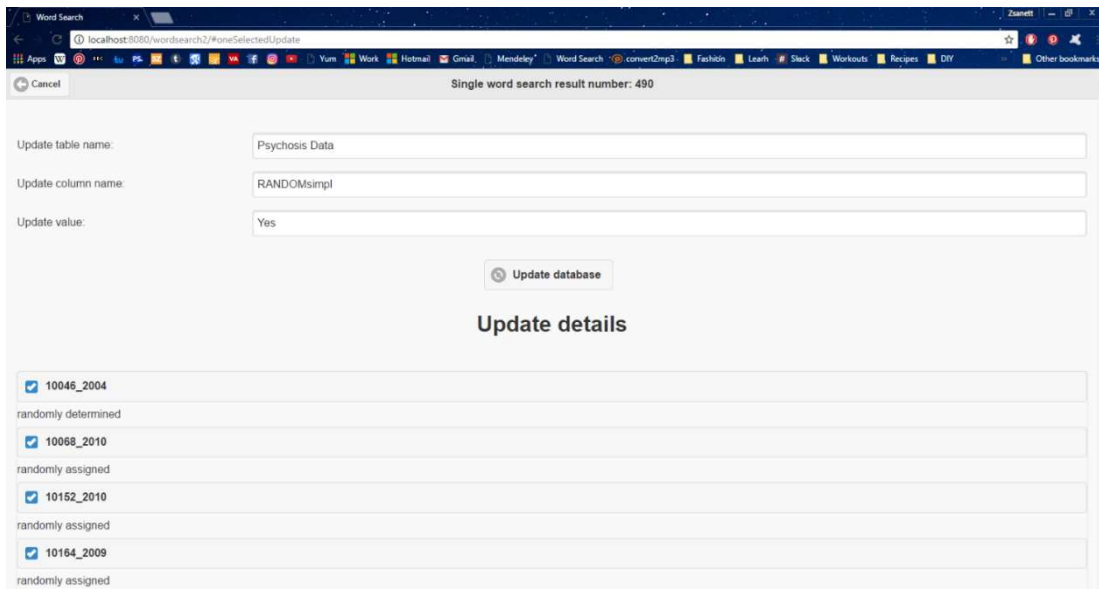 Word Search
Zsanett
localhost:8080/wordsearch2/#oneSelectedUpdate
Apps Yum Work Hotmail Gmail Mendeley Word Search convert2mp3 Fashion Learn Slack Workouts Recipes DIY Other bookmarks
Cancel Single word search result number: 490
Update table name: Psychosis Data
Update column name: RANDOMsimpl
Update value: Yes
Update database
Update details
10046_2004
randomly determined
10068_2010
randomly assigned
10152_2010
randomly assigned
10164_2009
randomly assigned